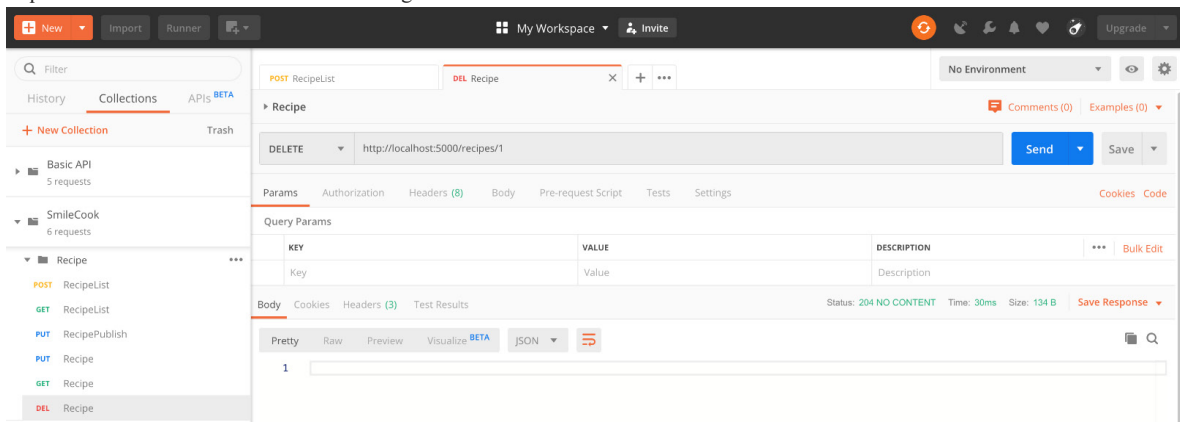 New Import Runner My Workspace Invite Upgrade
Filter
History Collections APIs BETA
+ New Collection Trash
Basic API
5 requests
SmileCook
6 requests
Recipe
POST RecipeList
GET RecipeList
PUT RecipePublish
PUT Recipe
GET Recipe
DEL Recipe
POST RecipeList DEL Recipe × + ••• No Environment
Recipe Comments (0) Examples (0)
DELETE http://localhost:5000/recipes/1 Send Save
Params Authorization Headers (8) Body Pre-request Script Tests Settings Cookies Code
Query Params
KEY VALUE DESCRIPTION ••• Bulk Edit
Key Value Description
Body Cookies Headers (3) Test Results Status: 204 NO CONTENT Time: 30ms Size: 134 B Save Response
Pretty Raw Preview Visualize BETA JSON
1